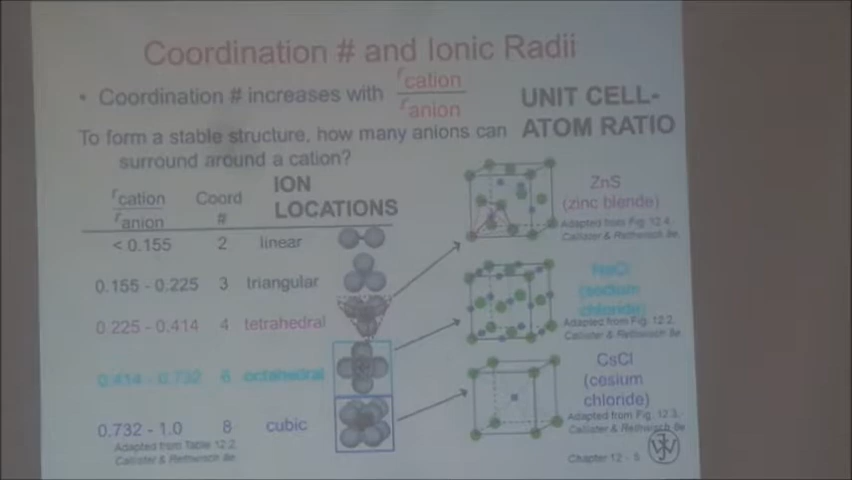 Coordination # and Ionic Radii
• Coordination # increases with rcation / ranion
UNIT CELL-
ATOM RATIO
To form a stable structure, how many anions can
surround around a cation?
rcation / ranion
Coord
#
ION
LOCATIONS
< 0.155 2 linear
0.155 - 0.225 3 triangular
0.225 - 0.414 4 tetrahedral
0.414 - 0.732 6 octahedral
0.732 - 1.0 8 cubic
Adapted from Table 12.2,
Callister & Rethwisch 8e.
ZnS
(zinc blende)
Adapted from Fig. 12.4,
Callister & Rethwisch 8e.
NaCl
(sodium
chloride)
Adapted from Fig. 12.2,
Callister & Rethwisch 8e.
CsCl
(cesium
chloride)
Adapted from Fig. 12.3,
Callister & Rethwisch 8e.
Chapter 12 -